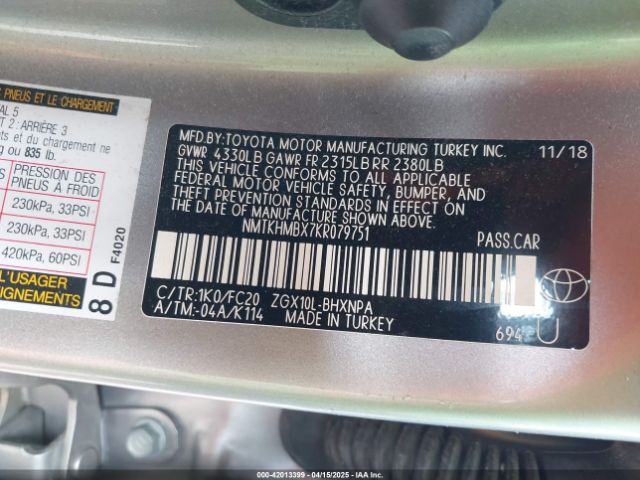 PNEUS ET LE CHARGEMENT
AL 5
T 2 : ARRIÈRE 3
nts et du chargement ne
g ou 835 lb.
PRESSION DES
PNEUS À FROID
230kPa, 33PSI
230kPa, 33PSI
420kPa, 60PSI
L'USAGER
IGNEMENTS
8 D F4020
MFD.BY:TOYOTA MOTOR MANUFACTURING TURKEY INC. 11/18
GVWR 4330LB GAWR FR 2315LB RR 2380LB
THIS VEHICLE CONFORMS TO ALL APPLICABLE
FEDERAL MOTOR VEHICLE SAFETY, BUMPER, AND
THEFT PREVENTION STANDARDS IN EFFECT ON
THE DATE OF MANUFACTURE SHOWN ABOVE.
NMTKHMBX7KR079751 PASS.CAR
C/TR:1K0/FC20 ZGX10L-BHXNPA
A/TM:-04A/K114 MADE IN TURKEY 694 U
00-42013399 - 04/15/2025 - IAA Inc.